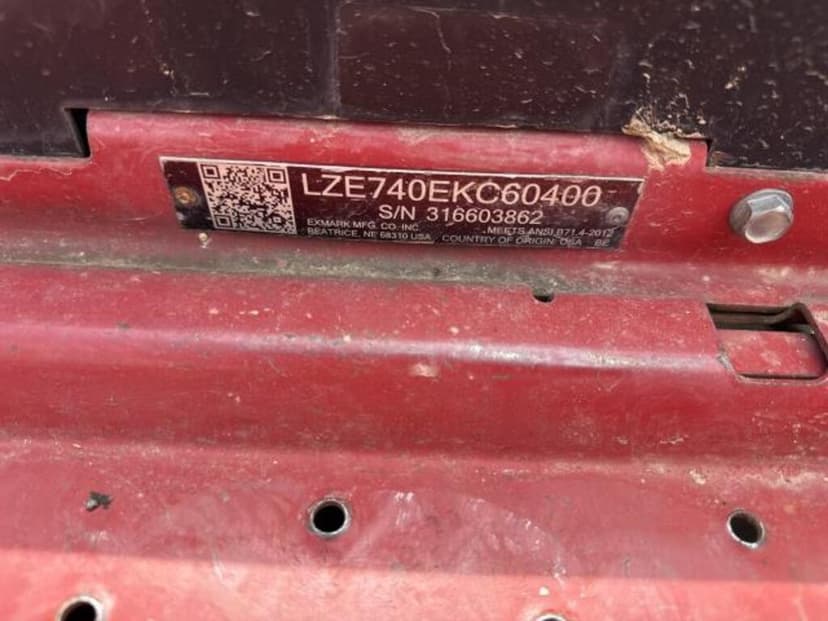 LZE740EKC60400
S/N 316603862
EXMARK MFG. CO. INC. MEETS ANSI B71.4-2012
BEATRICE, NE 68310 USA COUNTRY OF ORIGIN: USA BE